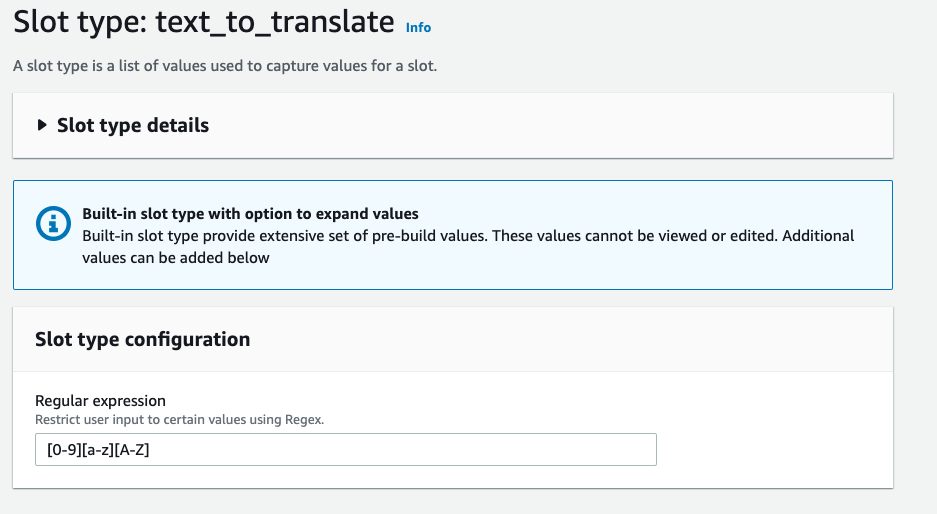 Slot type: text_to_translate Info
A slot type is a list of values used to capture values for a slot.
Slot type details
Built-in slot type with option to expand values
Built-in slot type provide extensive set of pre-build values. These values cannot be viewed or edited. Additional
values can be added below
Slot type configuration
Regular expression
Restrict user input to certain values using Regex.
[0-9][a-z][A-Z]